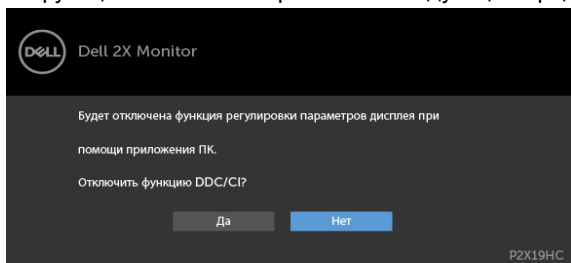 DELL
Dell 2X Monitor
Будет отключена функция регулировки параметров дисплея при
помощи приложения ПК.
Отключить функцию DDC/CI?
Да
Нет
P2X19HC